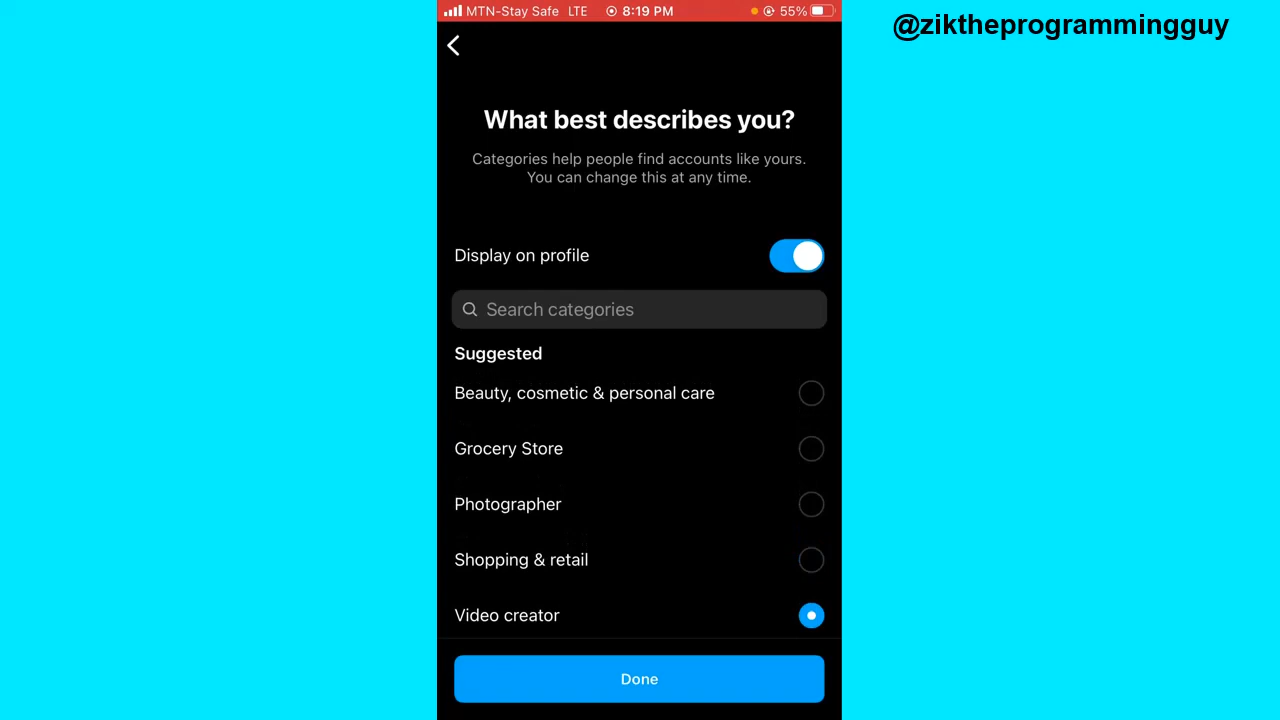 MTN-Stay Safe LTE 8:19 PM 55%
@ziktheprogrammingguy
What best describes you?
Categories help people find accounts like yours.
You can change this at any time.
Display on profile
Search categories
Suggested
Beauty, cosmetic & personal care
Grocery Store
Photographer
Shopping & retail
Video creator
Done